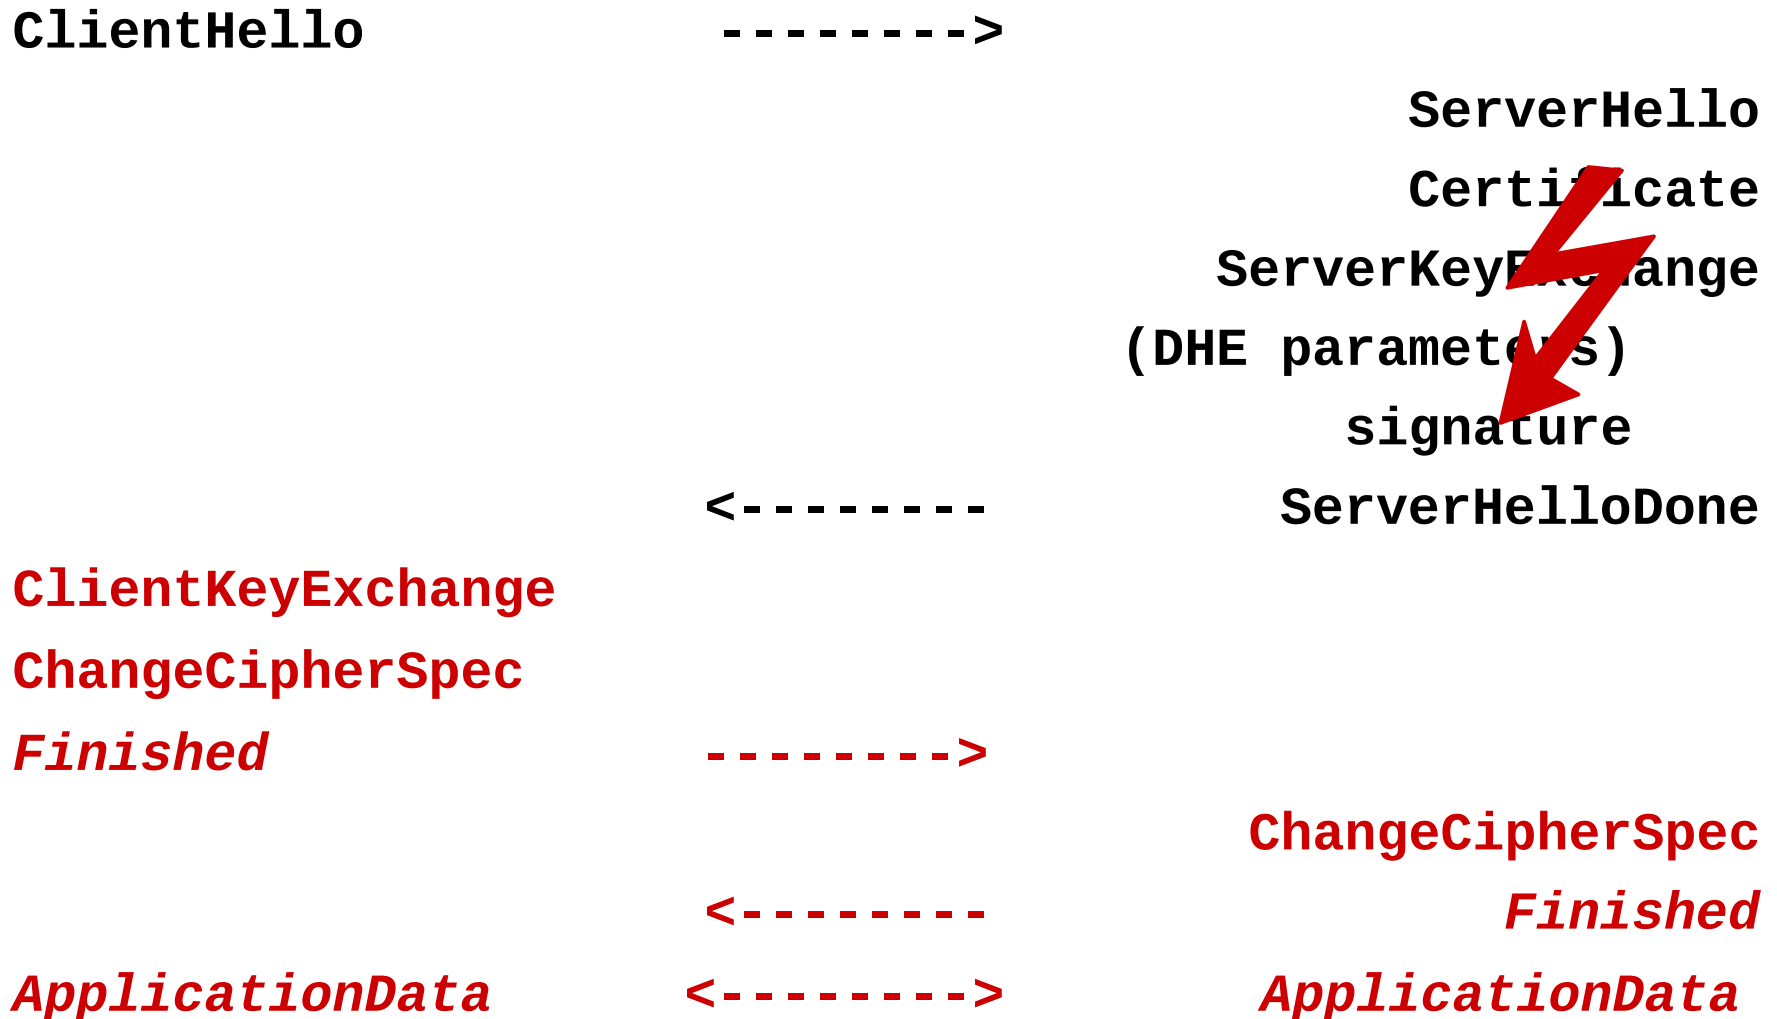 ClientHello -------->
ServerHello
Certificate
ServerKeyExchange
(DHE parameters)
signature
<-------- ServerHelloDone
ClientKeyExchange
ChangeCipherSpec
Finished -------->
ChangeCipherSpec
<-------- Finished
ApplicationData <--------> ApplicationData